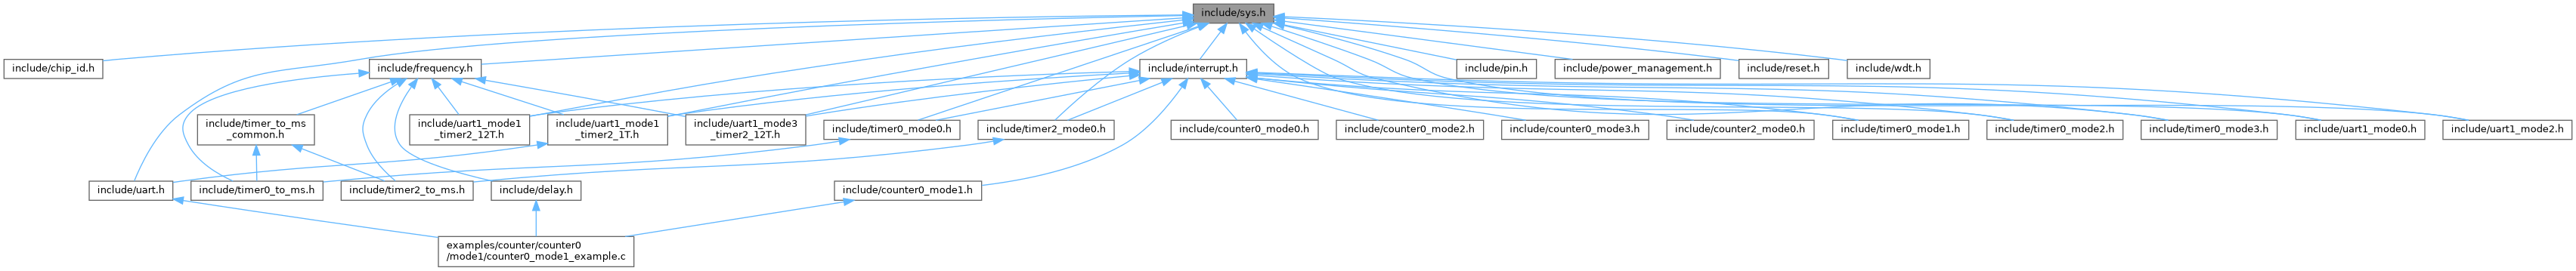 include/sys.h
include/chip_id.h
include/frequency.h
include/interrupt.h
include/pin.h
include/power_management.h
include/reset.h
include/wdt.h
include/timer_to_ms
_common.h
include/uart1_mode1
_timer2_12T.h
include/uart1_mode1
_timer2_1T.h
include/uart1_mode3
_timer2_12T.h
include/timer0_mode0.h
include/timer2_mode0.h
include/counter0_mode0.h
include/counter0_mode2.h
include/counter0_mode3.h
include/counter2_mode0.h
include/timer0_mode1.h
include/timer0_mode2.h
include/timer0_mode3.h
include/uart1_mode0.h
include/uart1_mode2.h
include/uart.h
include/timer0_to_ms.h
include/timer2_to_ms.h
include/delay.h
include/counter0_mode1.h
examples/counter/counter0
/mode1/counter0_mode1_example.c